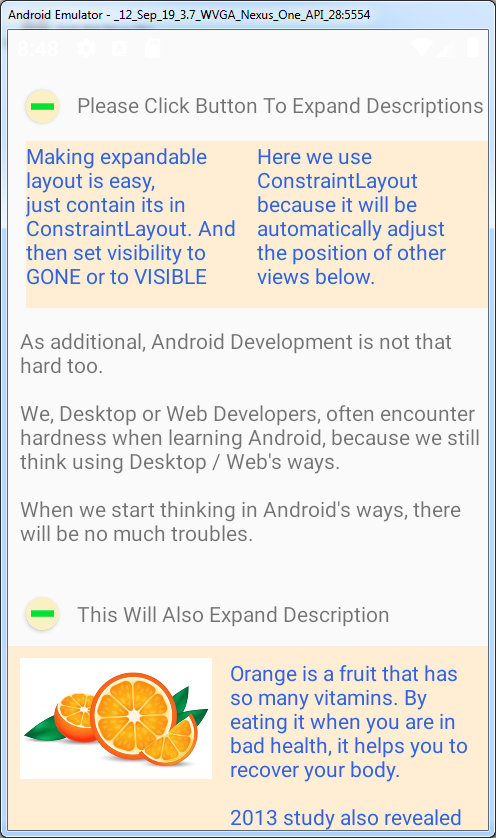 Android Emulator - _12_Sep_19_3.7_WVGA_Nexus_One_API_28:5554
8:48
Please Click Button To Expand Descriptions
Making expandable
layout is easy,
just contain its in
ConstraintLayout. And
then set visibility to
GONE or to VISIBLE
Here we use
ConstraintLayout
because it will be
automatically adjust
the position of other
views below.
As additional, Android Development is not that
hard too.
We, Desktop or Web Developers, often encounter
hardness when learning Android, because we still
think using Desktop / Web's ways.
When we start thinking in Android's ways, there
will be no much troubles.
This Will Also Expand Description
Orange is a fruit that has
so many vitamins. By
eating it when you are in
bad health, it helps you to
recover your body.
2013 study also revealed